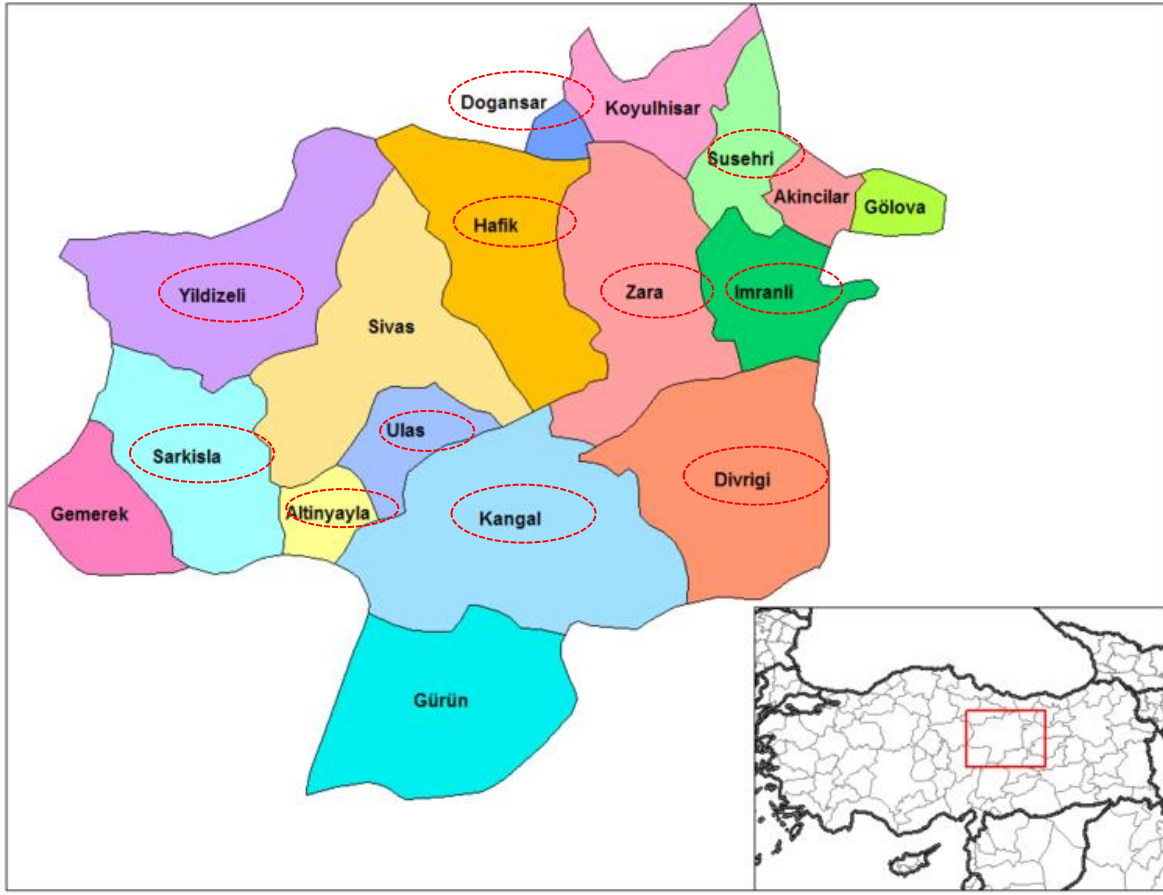 Dogansar
Koyulhisar
Susehri
Akincilar
Gölova
Hafik
Yildizeli
Zara
Imranli
Sivas
Ulas
Sarkisla
Divrigi
Gemerek
Altinyayla
Kangal
Gürün